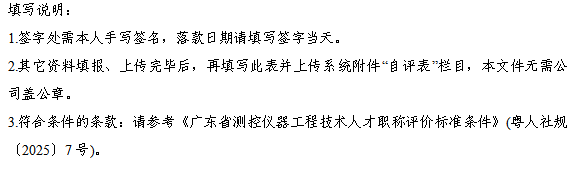 填写说明：
1.签字处需本人手写签名，落款日期请填写签字当天。
2.其它资料填报、上传完毕后，再填写此表并上传系统附件“自评表”栏目，本文件无需公
司盖公章。
3.符合条件的条款：请参考《广东省测控仪器工程技术人才职称评价标准条件》(粤人社规
〔2025〕7 号)。